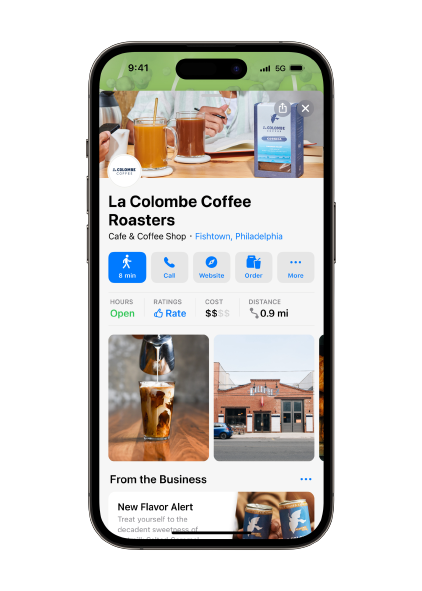 9:41
5G
LA COLOMBE
LA COLOMBE
COFFEE
La Colombe Coffee
Roasters
Cafe & Coffee Shop · Fishtown, Philadelphia
8 min
Call
Website
Order
More
HOURS
RATINGS
COST
DISTANCE
Open
Rate
$$$$
0.9 mi
From the Business
New Flavor Alert
Treat yourself to the
decadent sweetness of